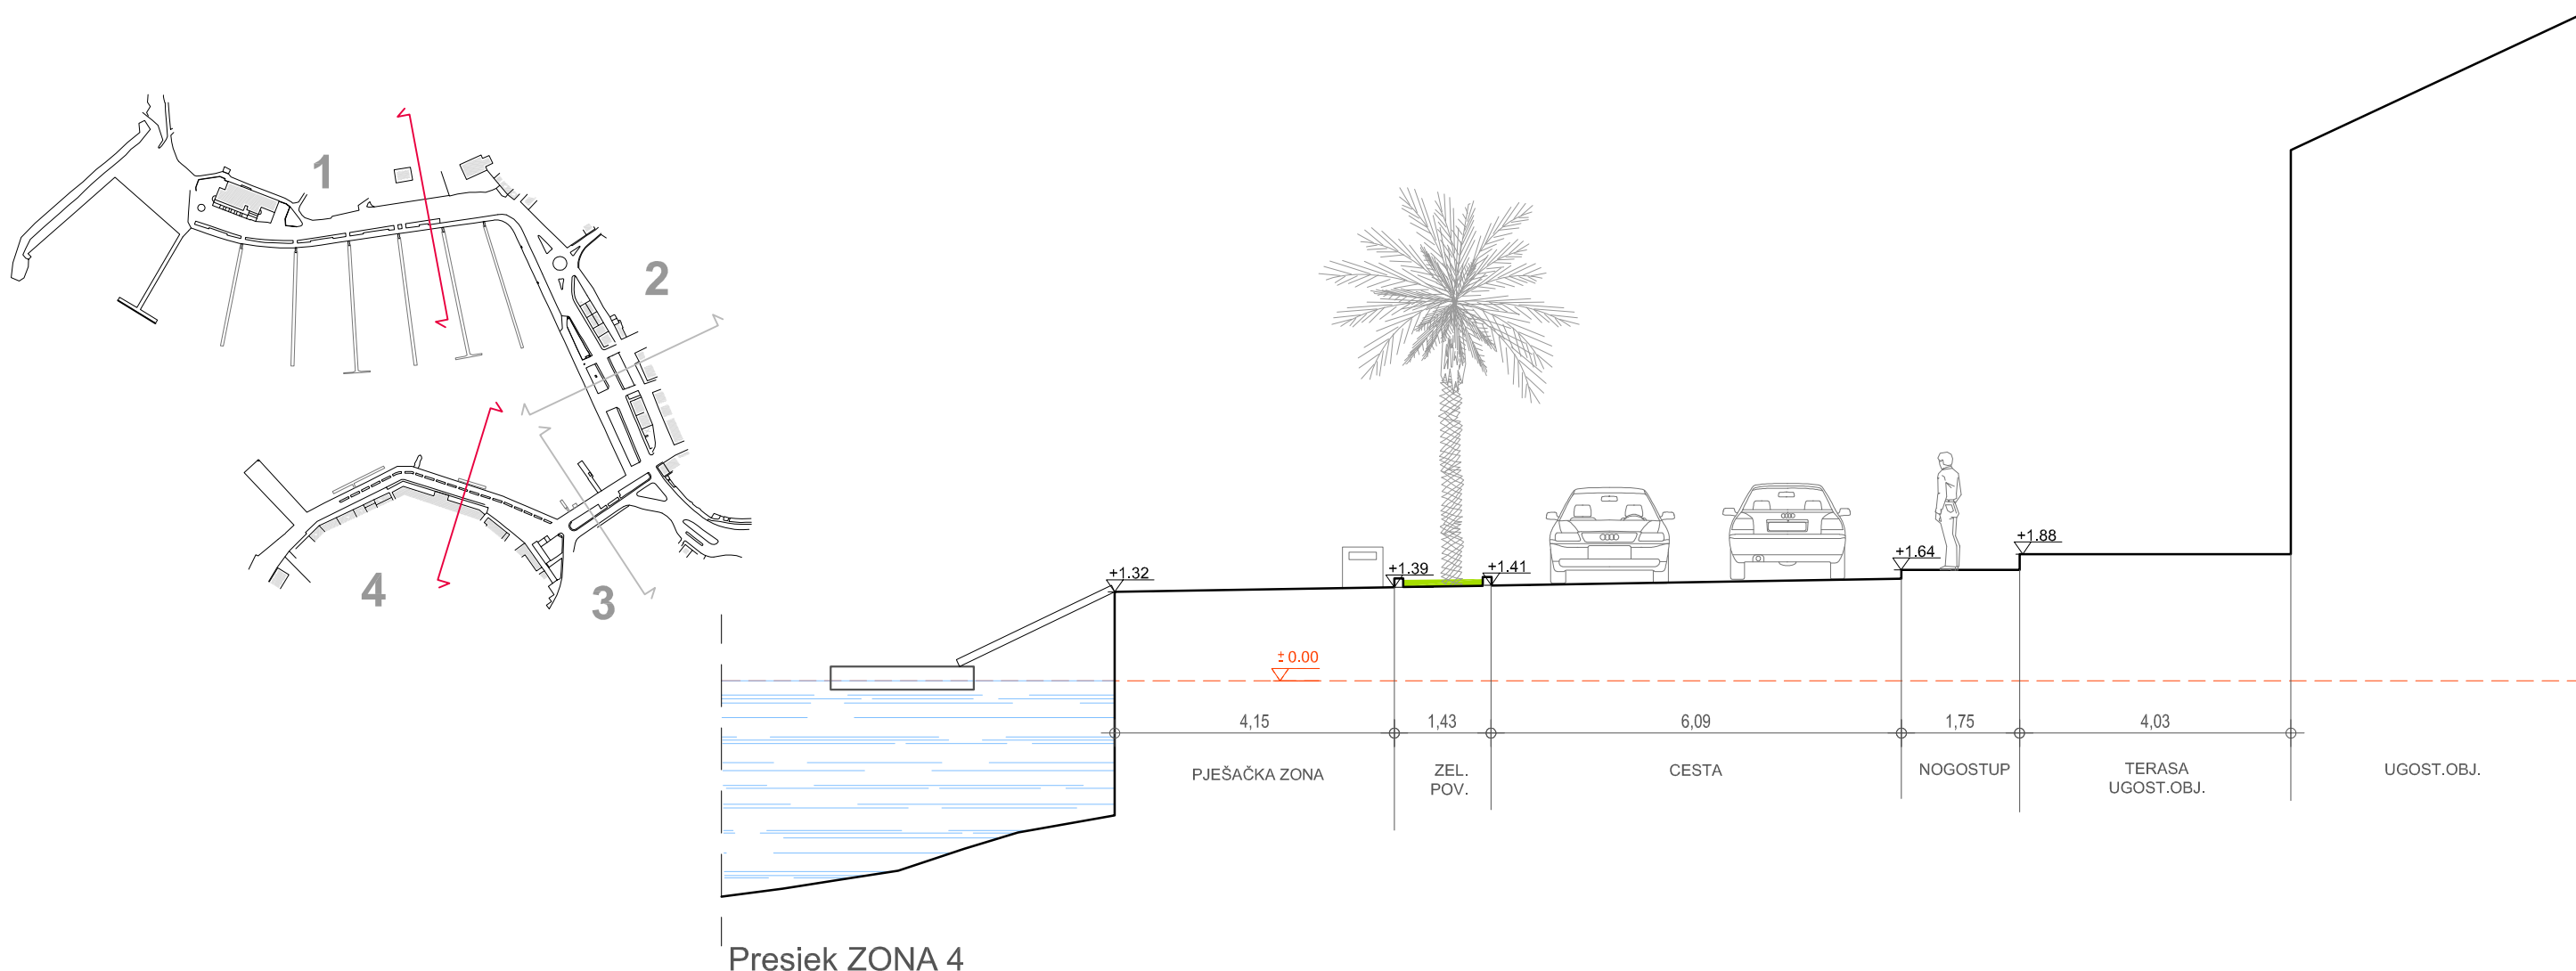 1
2
3
4
+1.32
+1.39
+1.41
+1.64
+1.88
±0.00
4,15
1,43
6,09
1,75
4,03
PJEŠAČKA ZONA
ZEL.
POV.
CESTA
NOGOSTUP
TERASA
UGOST.OBJ.
UGOST.OBJ.
Presjek ZONA 4